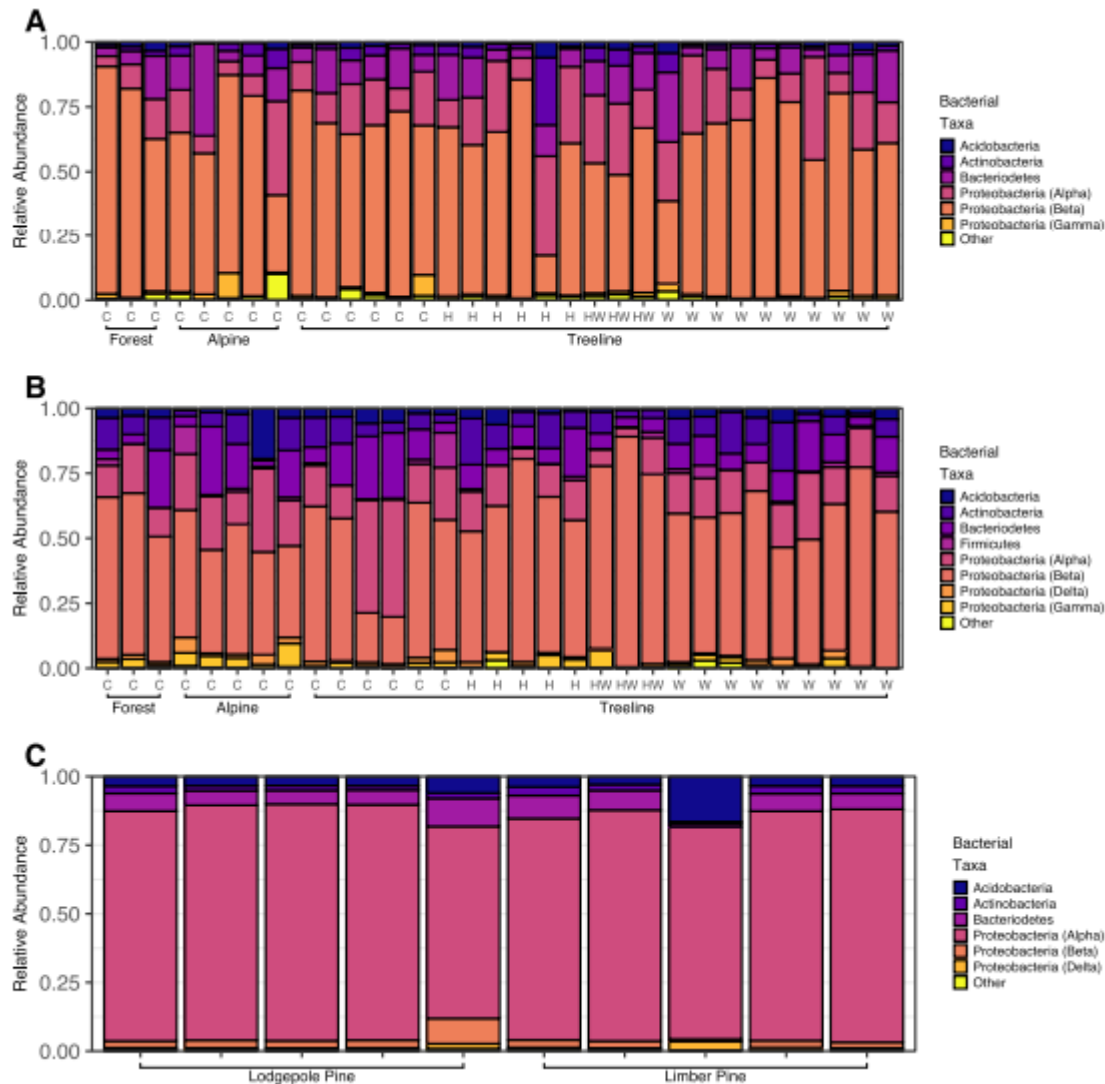 A
1.00
0.75
0.50
0.25
0.00
Relative Abundance
C C C C C C C C C C C C C C H H H H H H HW HW HW W W W W W W W W W W
Forest Alpine Treeline
Bacterial
Taxa
Acidobacteria
Actinobacteria
Bacteriodetes
Proteobacteria (Alpha)
Proteobacteria (Beta)
Proteobacteria (Gamma)
Other
B
1.00
0.75
0.50
0.25
0.00
Relative Abundance
C C C C C C C C C C C C C C H H H H H HW HW HW W W W W W W W W W
Forest Alpine Treeline
Bacterial
Taxa
Acidobacteria
Actinobacteria
Bacteriodetes
Firmicutes
Proteobacteria (Alpha)
Proteobacteria (Beta)
Proteobacteria (Delta)
Proteobacteria (Gamma)
Other
C
1.00
0.75
0.50
0.25
0.00
Relative Abundance
Lodgepole Pine Limber Pine
Bacterial
Taxa
Acidobacteria
Actinobacteria
Bacteriodetes
Proteobacteria (Alpha)
Proteobacteria (Beta)
Proteobacteria (Delta)
Other